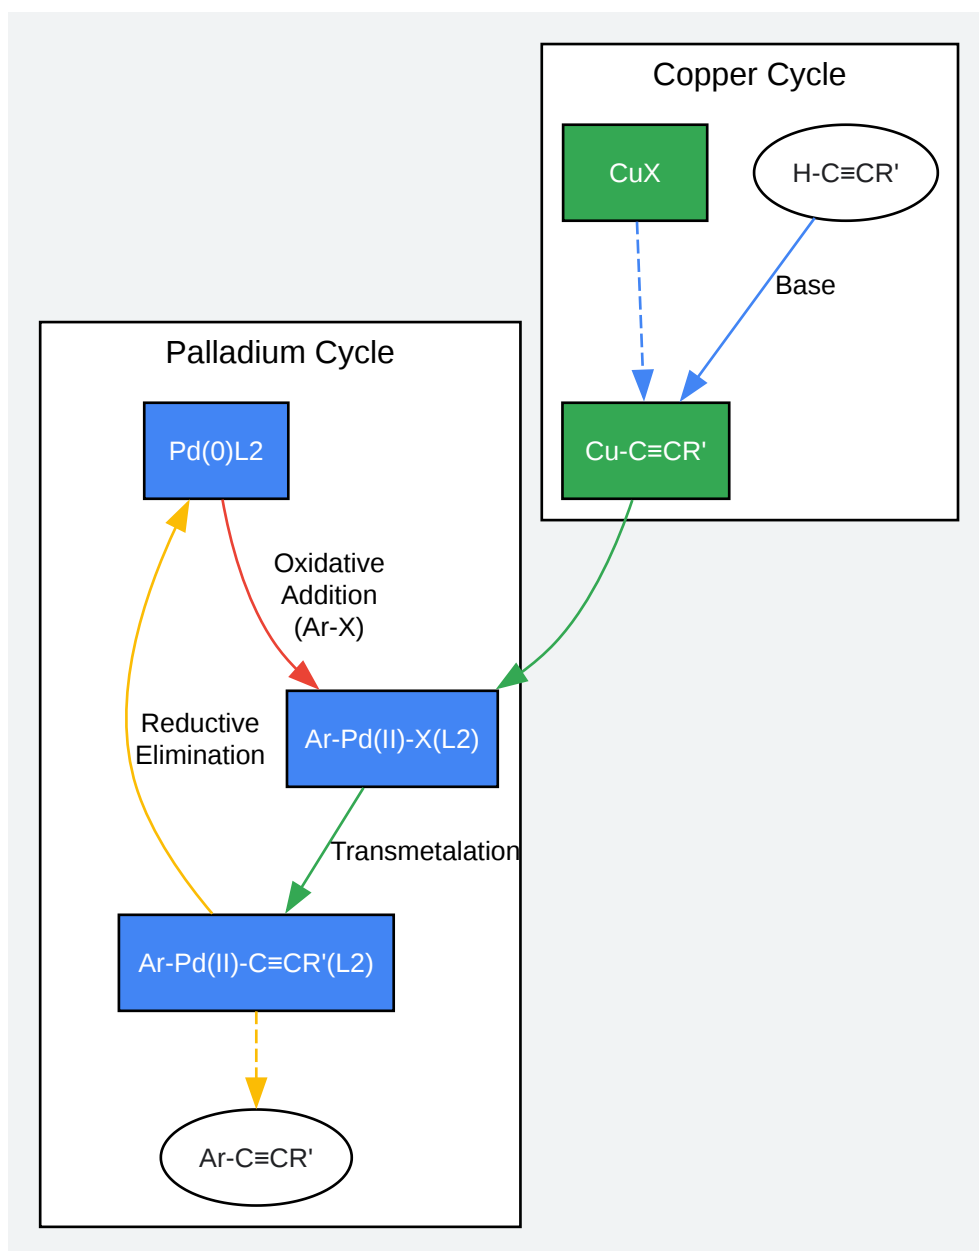 Copper Cycle
CuX
H-C≡CR'
Base
Cu-C≡CR'
Palladium Cycle
Pd(0)L2
Oxidative
Addition
(Ar-X)
Reductive
Elimination
Ar-Pd(II)-X(L2)
Transmetalation
Ar-Pd(II)-C≡CR'(L2)
Ar-C≡CR'